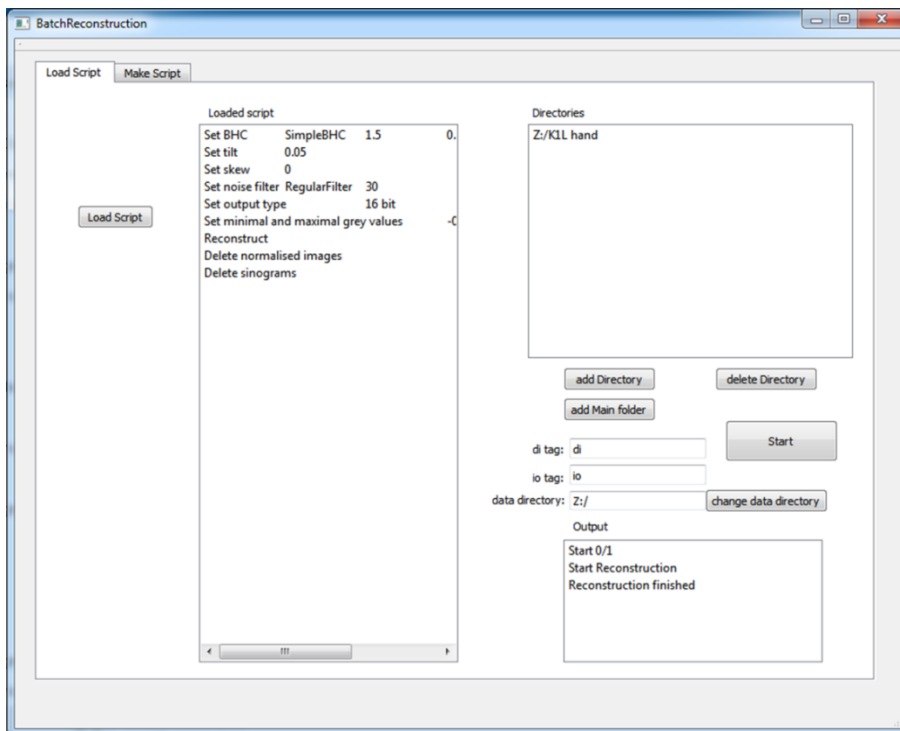 BatchReconstruction
Load Script
Make Script
Loaded script
Set BHC SimpleBHC 1.5 0.
Set tilt 0.05
Set skew 0
Set noise filter RegularFilter 30
Set output type 16 bit
Set minimal and maximal grey values -0
Reconstruct
Delete normalised images
Delete sinograms
Load Script
Directories
Z:/K1L hand
add Directory
delete Directory
add Main folder
Start
di tag: di
io tag: io
data directory: Z:/
change data directory
Output
Start 0/1
Start Reconstruction
Reconstruction finished